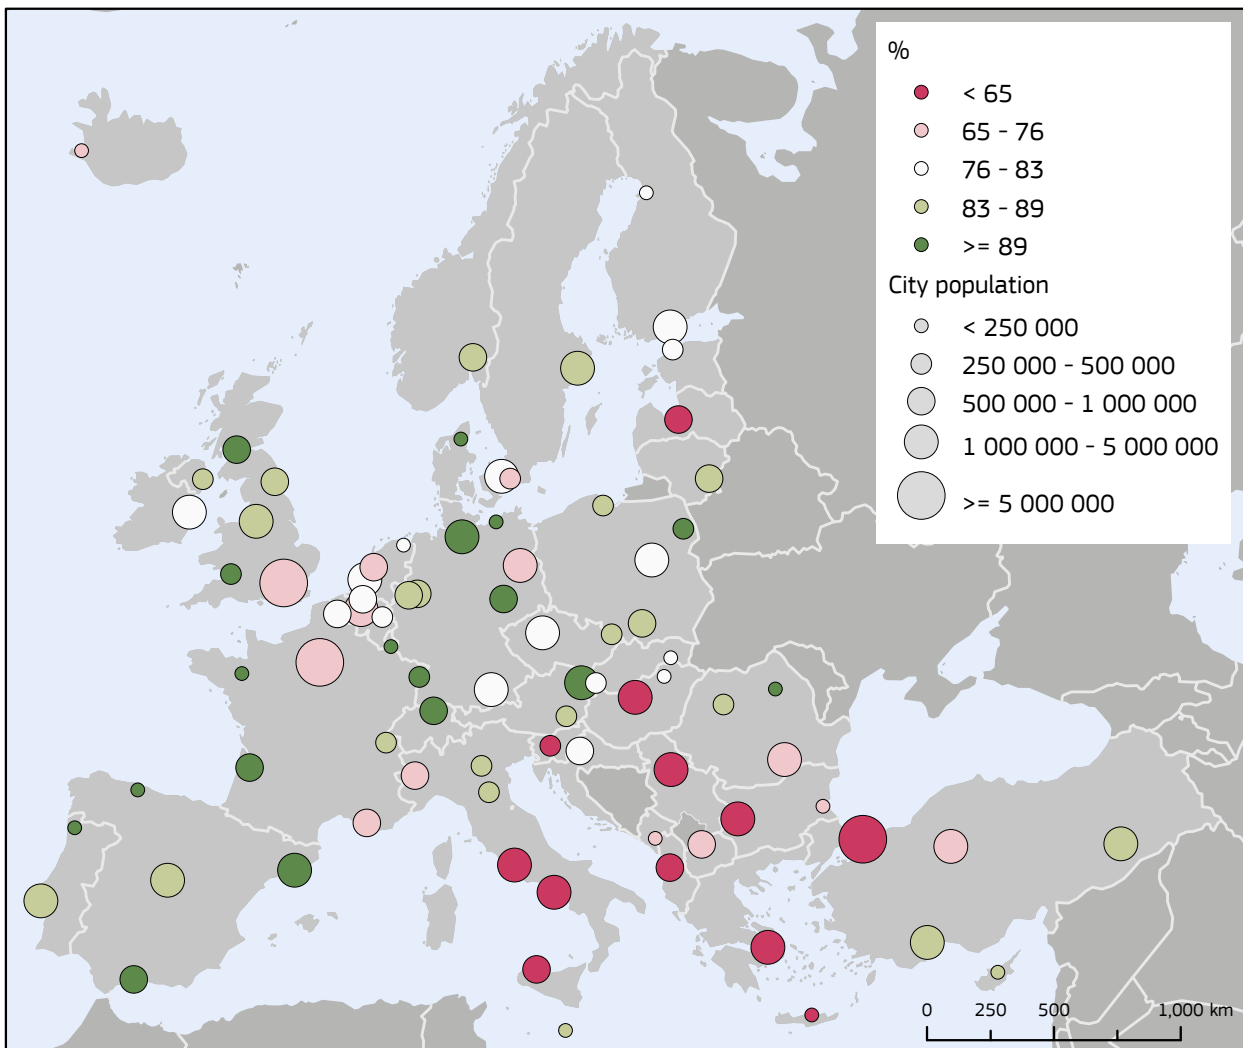 %
< 65
65 - 76
76 - 83
83 - 89
>= 89
City population
< 250 000
250 000 - 500 000
500 000 - 1 000 000
1 000 000 - 5 000 000
>= 5 000 000
0 250 500 1,000 km